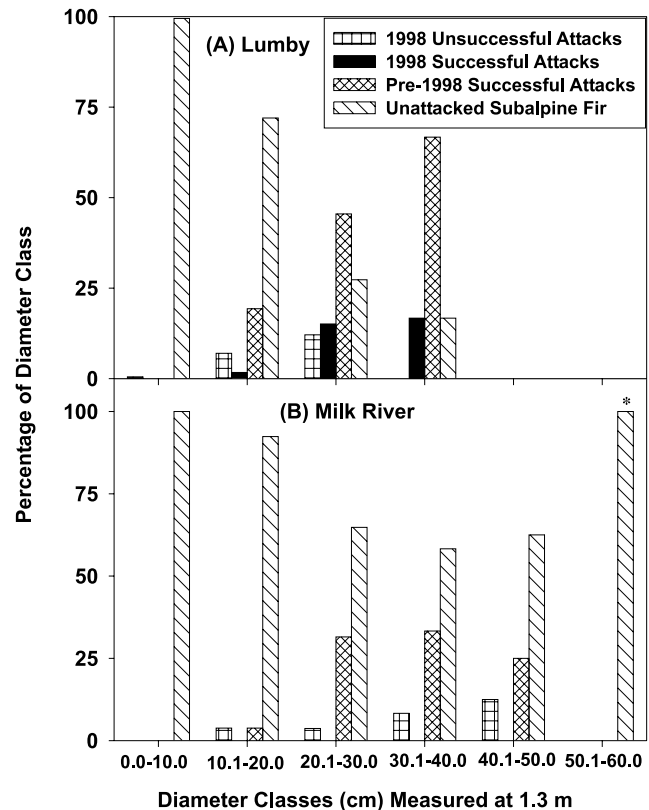 (A) Lumby
1998 Unsuccessful Attacks
1998 Successful Attacks
Pre-1998 Successful Attacks
Unattacked Subalpine Fir
100
75
50
25
0
(B) Milk River
*
100
75
50
25
0
0.0-10.0 10.1-20.0 20.1-30.0 30.1-40.0 40.1-50.0 50.1-60.0
Diameter Classes (cm) Measured at 1.3 m
Percentage of Diameter Class